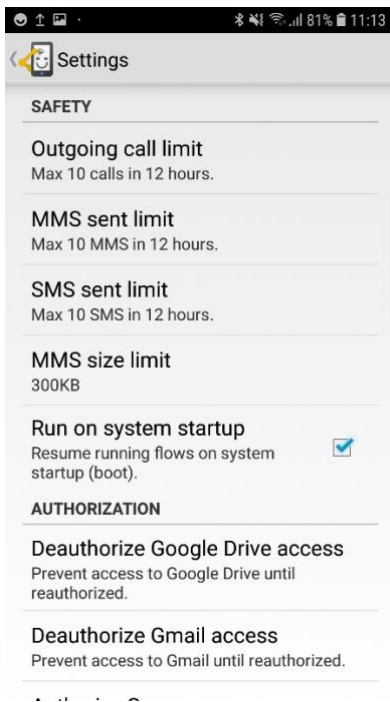 81% 11:13
Settings
SAFETY
Outgoing call limit
Max 10 calls in 12 hours.
MMS sent limit
Max 10 MMS in 12 hours.
SMS sent limit
Max 10 SMS in 12 hours.
MMS size limit
300KB
Run on system startup
Resume running flows on system
startup (boot).
AUTHORIZATION
Deauthorize Google Drive access
Prevent access to Google Drive until
reauthorized.
Deauthorize Gmail access
Prevent access to Gmail until reauthorized.